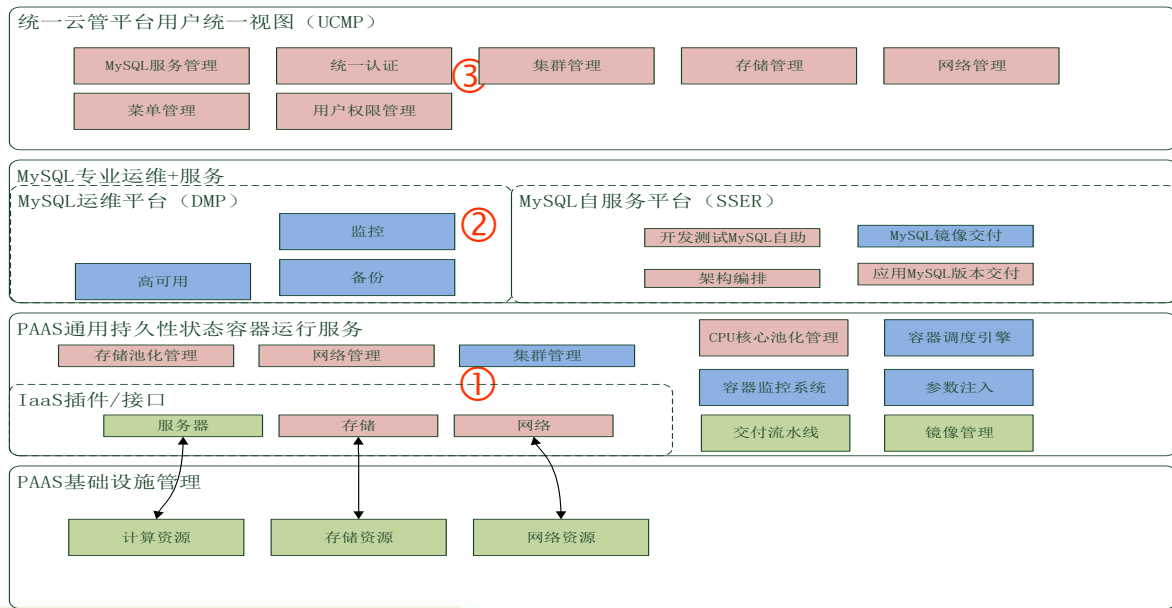 统一云管平台用户统一视图（UCMP）
MySQL服务管理
统一认证
③
集群管理
存储管理
网络管理
菜单管理
用户权限管理
MySQL专业运维+服务
MySQL运维平台（DMP）
②
监控
高可用
备份
MySQL自服务平台（SSER）
开发测试MySQL自助
MySQL镜像交付
架构编排
应用MySQL版本交付
PAAS通用持久性状态容器运行服务
存储池化管理
网络管理
集群管理
CPU核心池化管理
容器调度引擎
①
容器监控系统
参数注入
IaaS插件/接口
服务器
存储
网络
交付流水线
镜像管理
PAAS基础设施管理
计算资源
存储资源
网络资源